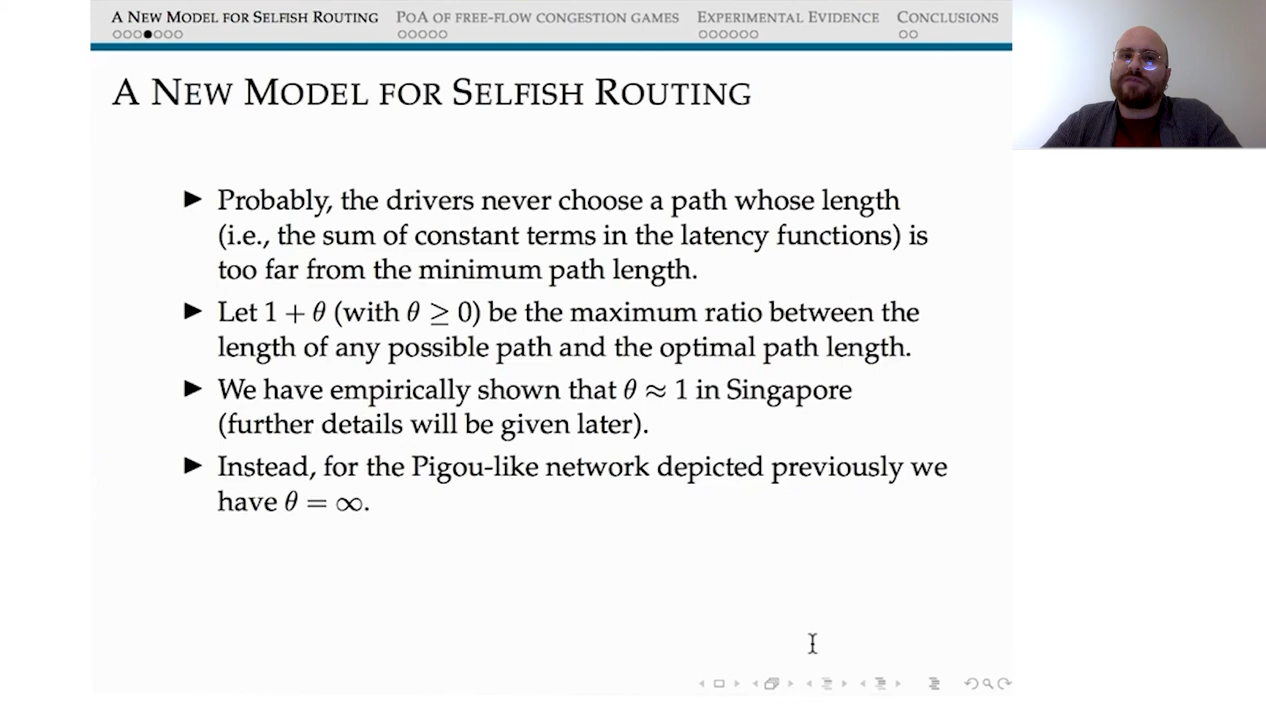 A New Model for Selfish Routing PoA of free-flow congestion games Experimental Evidence Conclusions
A New Model for Selfish Routing
▶ Probably, the drivers never choose a path whose length
(i.e., the sum of constant terms in the latency functions) is
too far from the minimum path length.
▶ Let 1 + θ (with θ ≥ 0) be the maximum ratio between the
length of any possible path and the optimal path length.
▶ We have empirically shown that θ ≈ 1 in Singapore
(further details will be given later).
▶ Instead, for the Pigou-like network depicted previously we
have θ = ∞.